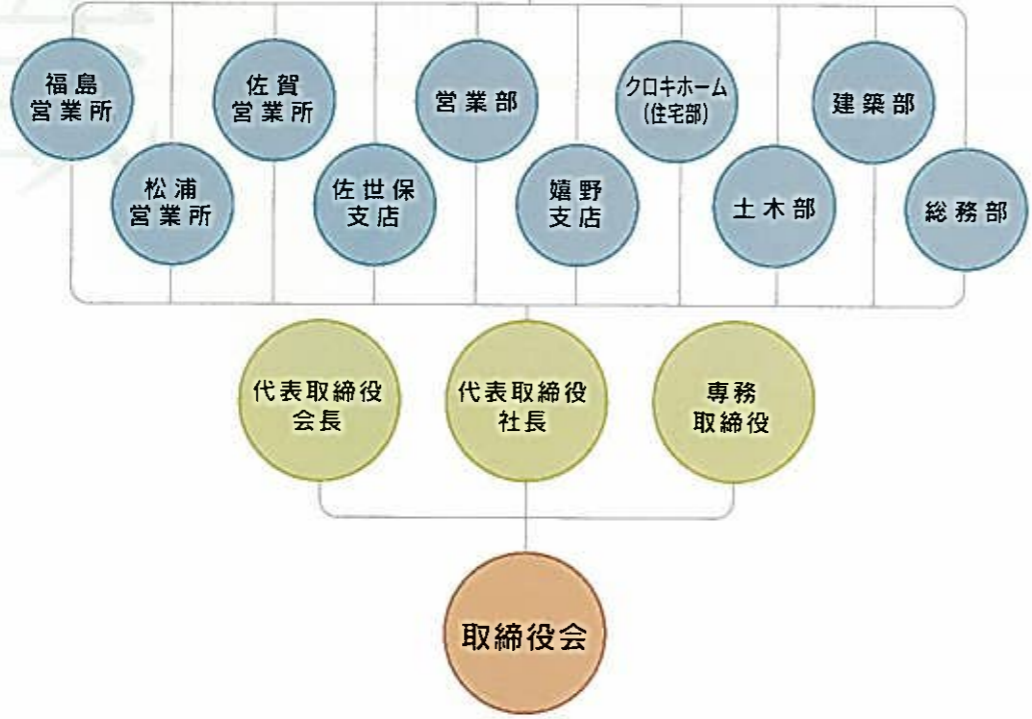 福島
営業所
佐賀
営業所
営業部
クロキホーム
(住宅部)
建築部
松浦
営業所
佐世保
支店
嬉野
支店
土木部
総務部
代表取締役
会長
代表取締役
社長
専務
取締役
取締役会